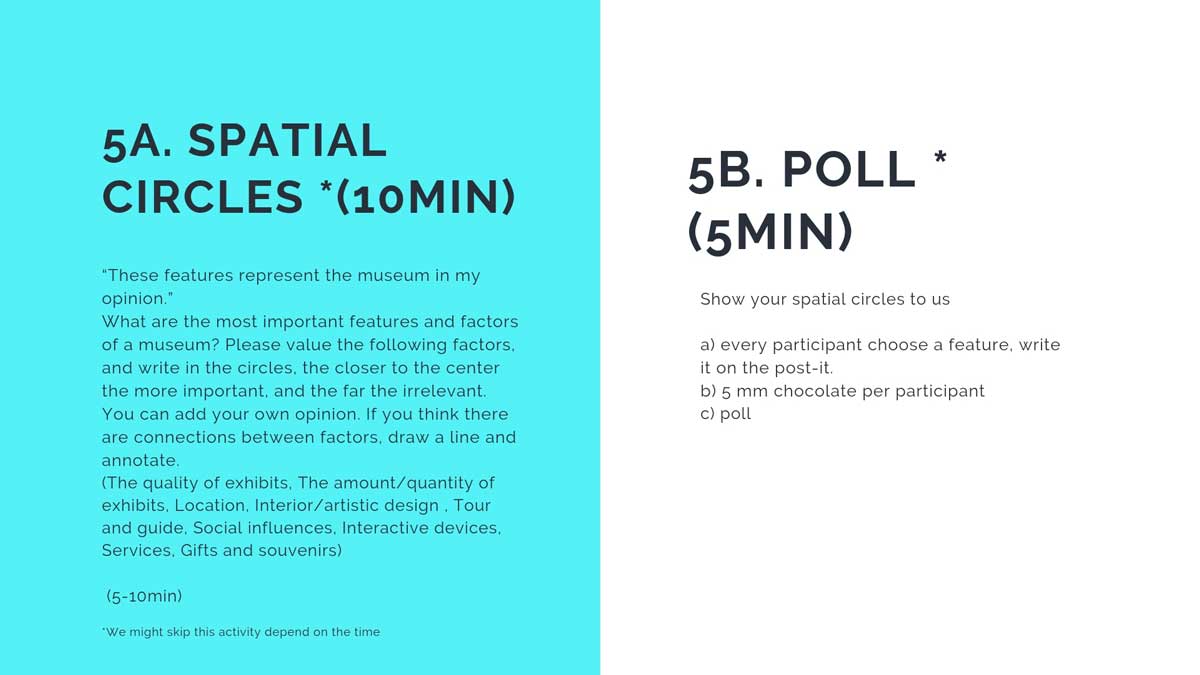 5A. SPATIAL
CIRCLES *(10MIN)
“These features represent the museum in my
opinion.”
What are the most important features and factors
of a museum? Please value the following factors,
and write in the circles, the closer to the center
the more important, and the far the irrelevant.
You can add your own opinion. If you think there
are connections between factors, draw a line and
annotate.
(The quality of exhibits, The amount/quantity of
exhibits, Location, Interior/artistic design , Tour
and guide, Social influences, Interactive devices,
Services, Gifts and souvenirs)
(5-10min)
*We might skip this activity depend on the time
5B. POLL *
(5MIN)
Show your spatial circles to us
a) every participant choose a feature, write
it on the post-it.
b) 5 mm chocolate per participant
c) poll